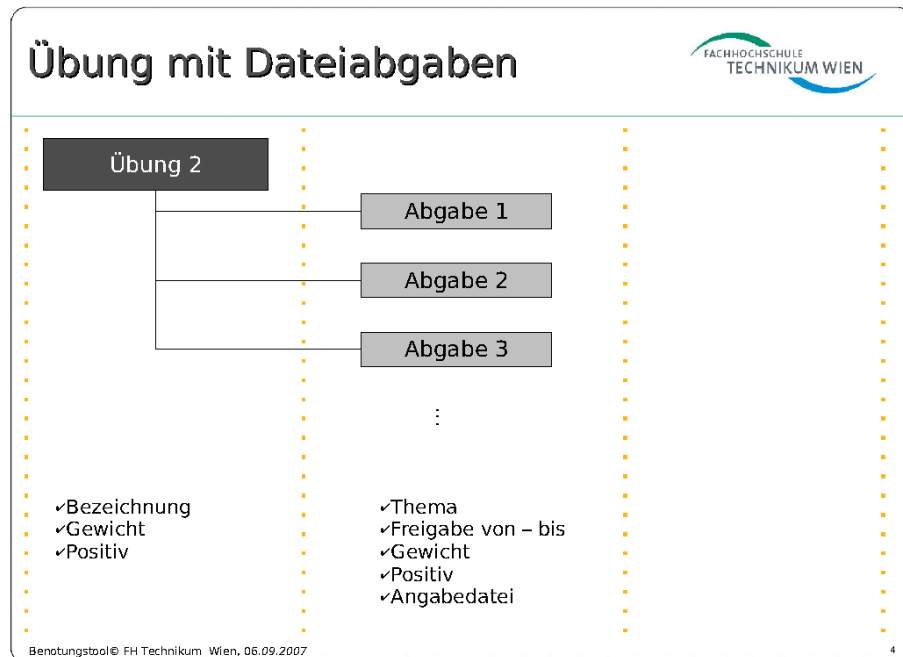 Übung mit Dateiabgaben
FACHHOCHSCHULE
TECHNIKUM WIEN
Übung 2
Abgabe 1
Abgabe 2
Abgabe 3
⋮
✓Bezeichnung
✓Gewicht
✓Positiv
✓Thema
✓Freigabe von – bis
✓Gewicht
✓Positiv
✓Angabedatei
Benotungstool© FH Technikum Wien, 06.09.2007
4